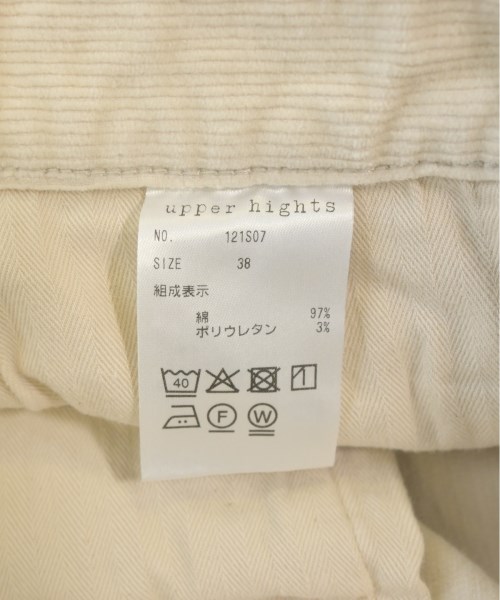 upper hights
NO. 121S07
SIZE 38
組成表示
綿 97%
ポリウレタン 3%
40
F W